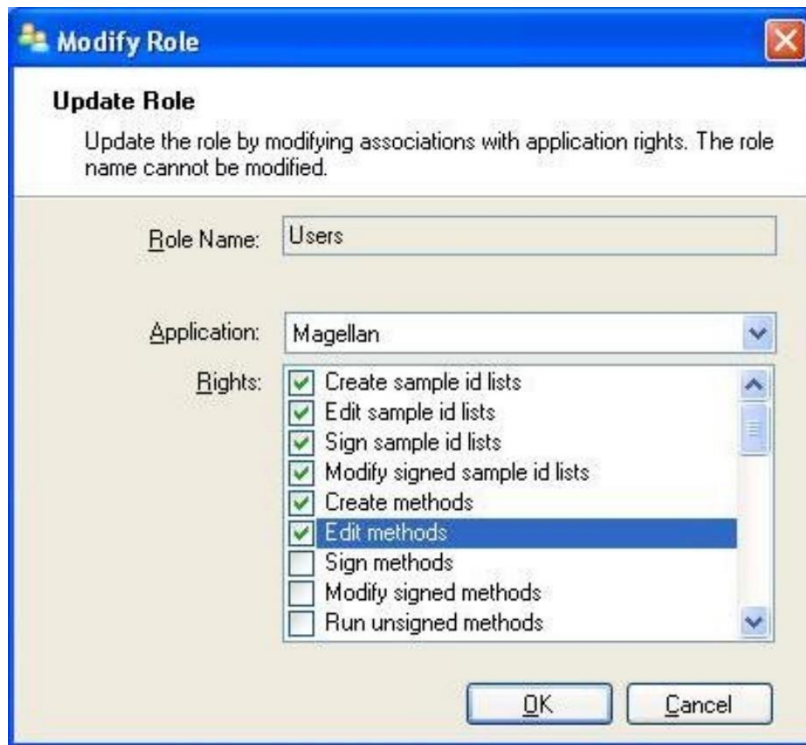 Modify Role
Update Role
Update the role by modifying associations with application rights. The role
name cannot be modified.
Role Name: Users
Application: Magellan
Rights: Create sample id lists
Edit sample id lists
Sign sample id lists
Modify signed sample id lists
Create methods
Edit methods
Sign methods
Modify signed methods
Run unsigned methods
OK Cancel